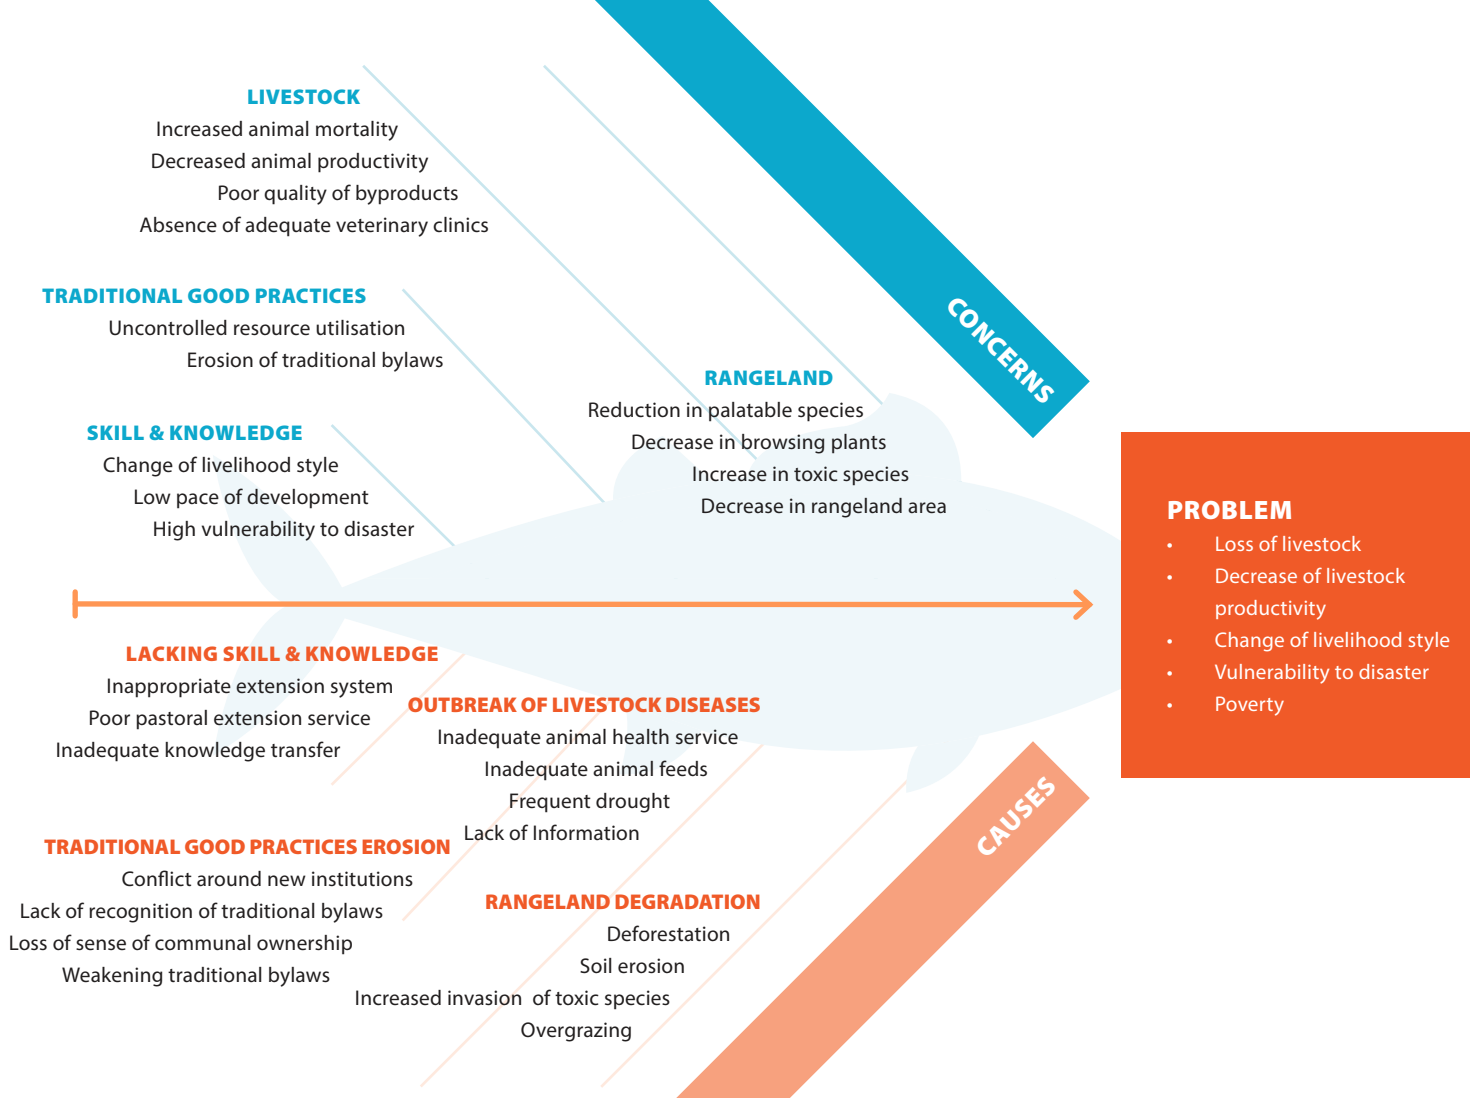 LIVESTOCK
Increased animal mortality
Decreased animal productivity
Poor quality of byproducts
Absence of adequate veterinary clinics
TRADITIONAL GOOD PRACTICES
Uncontrolled resource utilisation
Erosion of traditional bylaws
SKILL & KNOWLEDGE
Change of livelihood style
Low pace of development
High vulnerability to disaster
RANGELAND
Reduction in palatable species
Decrease in browsing plants
Increase in toxic species
Decrease in rangeland area
CONCERNS
PROBLEM
• Loss of livestock
• Decrease of livestock
productivity
• Change of livelihood style
• Vulnerability to disaster
• Poverty
LACKING SKILL & KNOWLEDGE
Inappropriate extension system
Poor pastoral extension service
Inadequate knowledge transfer
OUTBREAK OF LIVESTOCK DISEASES
Inadequate animal health service
Inadequate animal feeds
Frequent drought
Lack of Information
TRADITIONAL GOOD PRACTICES EROSION
Conflict around new institutions
Lack of recognition of traditional bylaws
Loss of sense of communal ownership
Weakening traditional bylaws
RANGELAND DEGRADATION
Deforestation
Soil erosion
Increased invasion of toxic species
Overgrazing
CAUSES